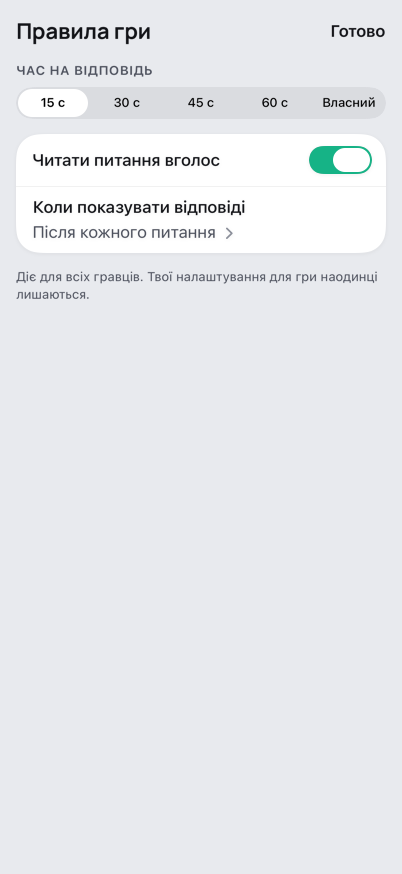 Правила гри
Готово
ЧАС НА ВІДПОВІДЬ
15 с
30 с
45 с
60 с
Власний
Читати питання вголос
Коли показувати відповіді
Після кожного питання
Діє для всіх гравців. Твої налаштування для гри наодинці
лишаються.